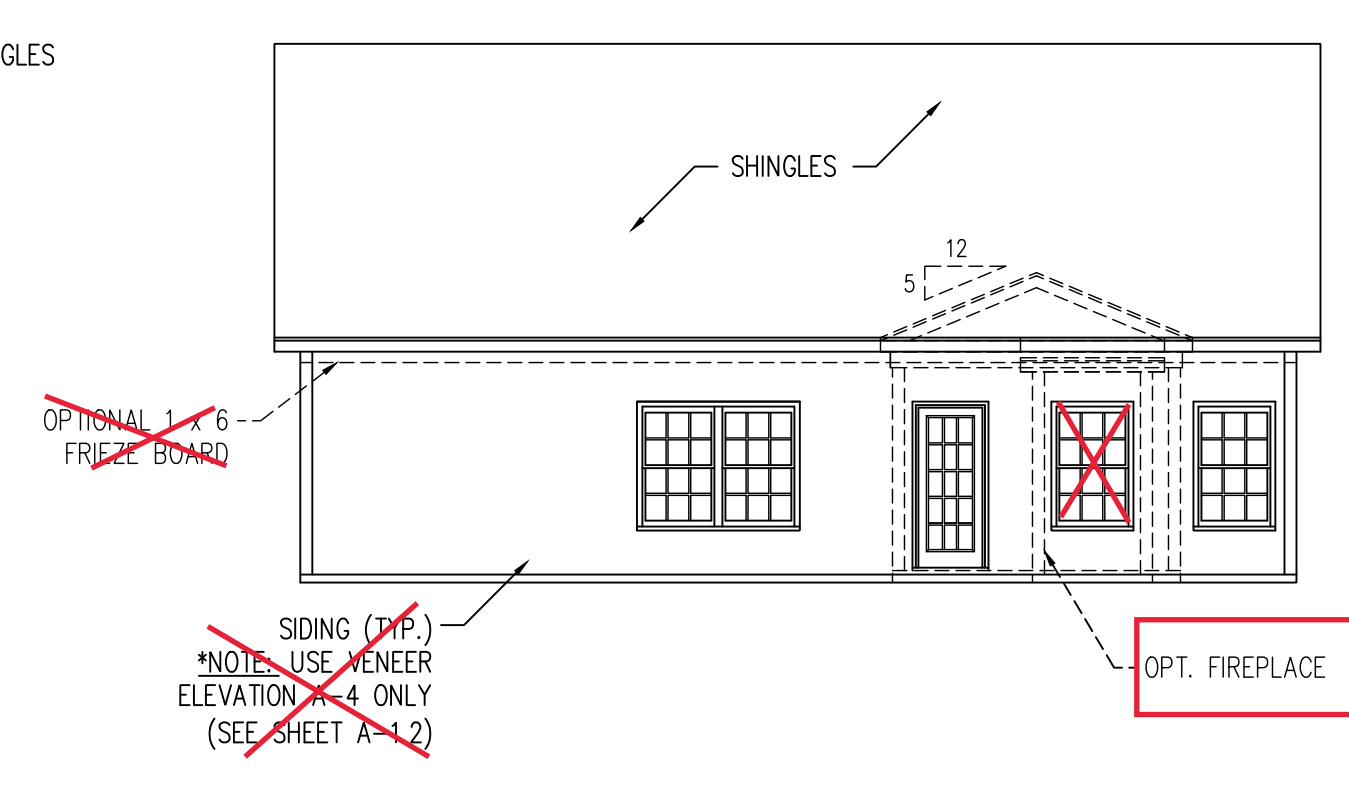 GLES
SHINGLES
12
5
OPTIONAL 1 x 6
FRIEZE BOARD
SIDING (TYP.)
*NOTE: USE VENEER
ELEVATION A-4 ONLY
(SEE SHEET A-1.2)
OPT. FIREPLACE